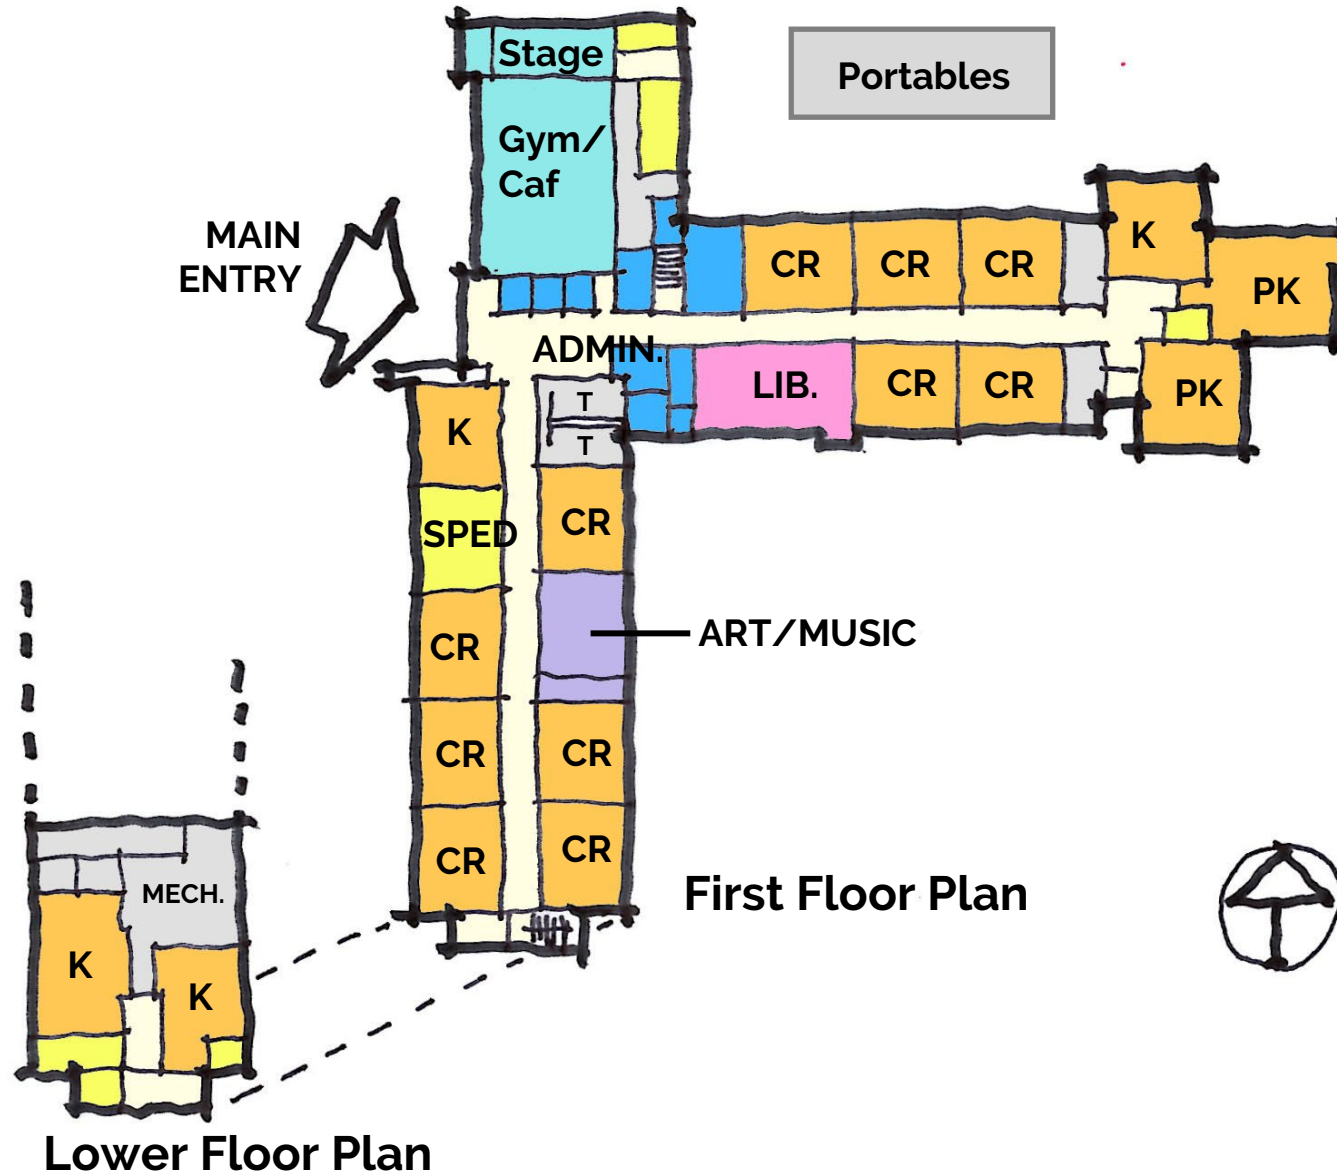 Stage
Portables
Gym/
Caf
MAIN
ENTRY
K
CR
CR
CR
PK
ADMIN.
LIB.
CR
CR
PK
T
T
K
CR
SPED
ART/MUSIC
CR
CR
CR
CR
CR
First Floor Plan
MECH.
K
K
Lower Floor Plan